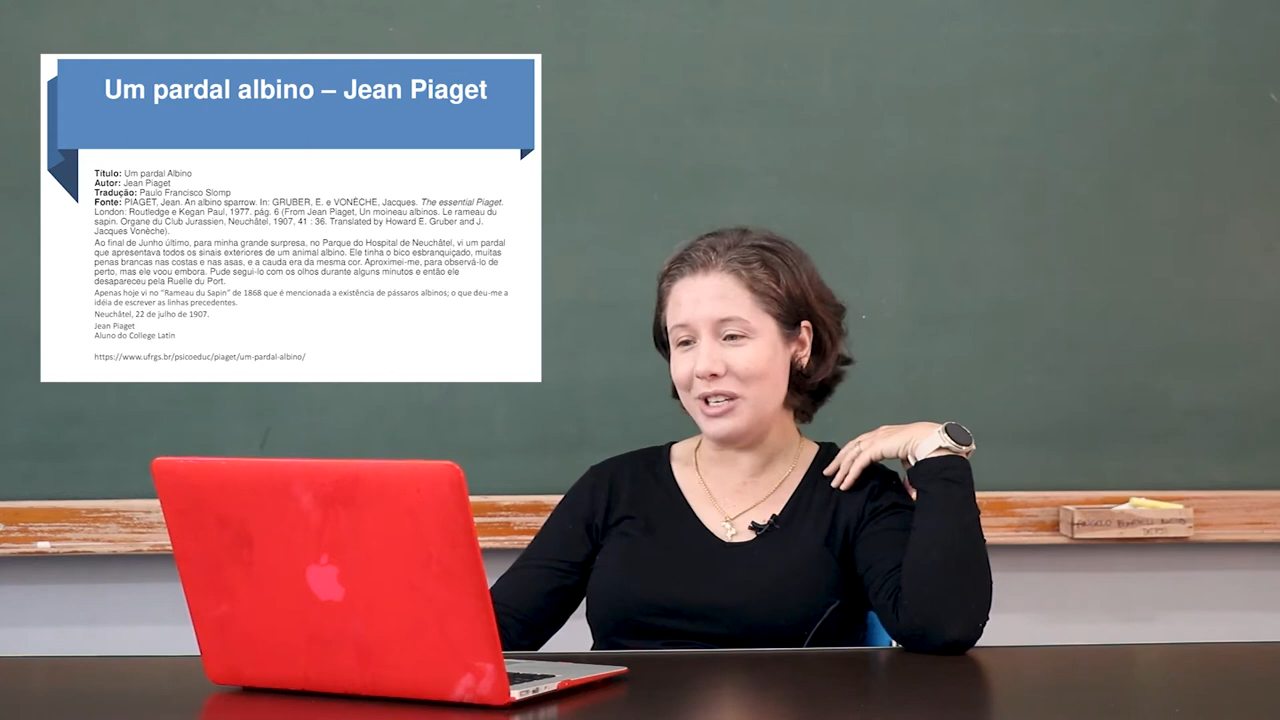 Um pardal albino – Jean Piaget
Título: Um pardal Albino
Autor: Jean Piaget
Tradução: Paulo Francisco Slomp
Fonte: PIAGET, Jean. An albino sparrow. In: GRUBER, E. e VONÈCHE, Jacques. The essential Piaget.
London: Routledge e Kegan Paul, 1977. pág. 6 (From Jean Piaget, Un moineau albinos. Le rameau du
sapin. Organe du Club Jurassien, Neuchâtel, 1907, 41 : 36. Translated by Howard E. Gruber and J.
Jacques Vonèche).
Ao final de Junho último, para minha grande surpresa, no Parque do Hospital de Neuchâtel, vi um pardal
que apresentava todos os sinais exteriores de um animal albino. Ele tinha o bico esbranquiçado, muitas
penas brancas nas costas e nas asas, e a cauda era da mesma cor. Aproximei-me, para observá-lo de
perto, mas ele voou embora. Pude segui-lo com os olhos durante alguns minutos e então ele
desapareceu pela Ruelle du Port.
Apenas hoje vi no "Rameau du Sapin" de 1868 que é mencionada a existência de pássaros albinos; o que deu-me a
idéia de escrever as linhas precedentes.
Neuchâtel, 22 de julho de 1907.
Jean Piaget
Aluno do College Latin
https://www.ufrgs.br/psicoeduc/piaget/um-pardal-albino/